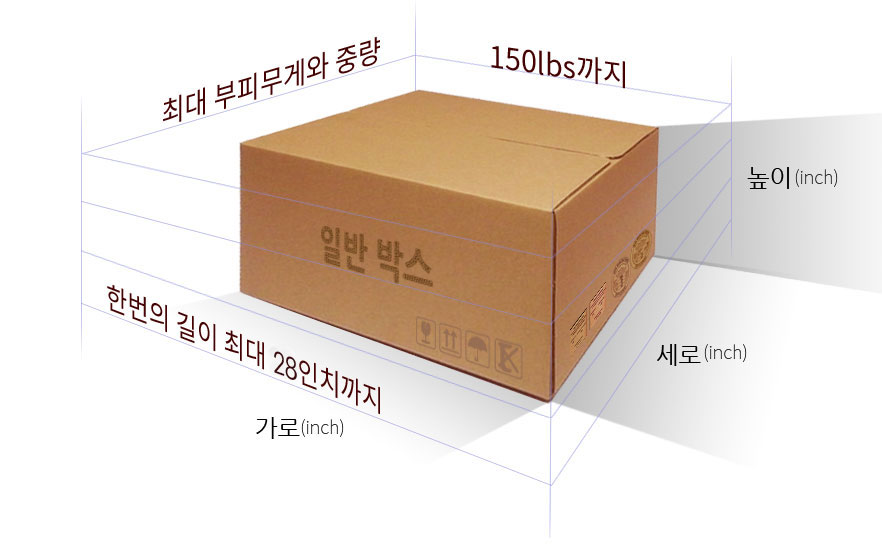 최대 부피무게와 중량
150lbs까지
높이(inch)
일반 박스
세로(inch)
한번의 길이 최대 28인치까지
가로(inch)